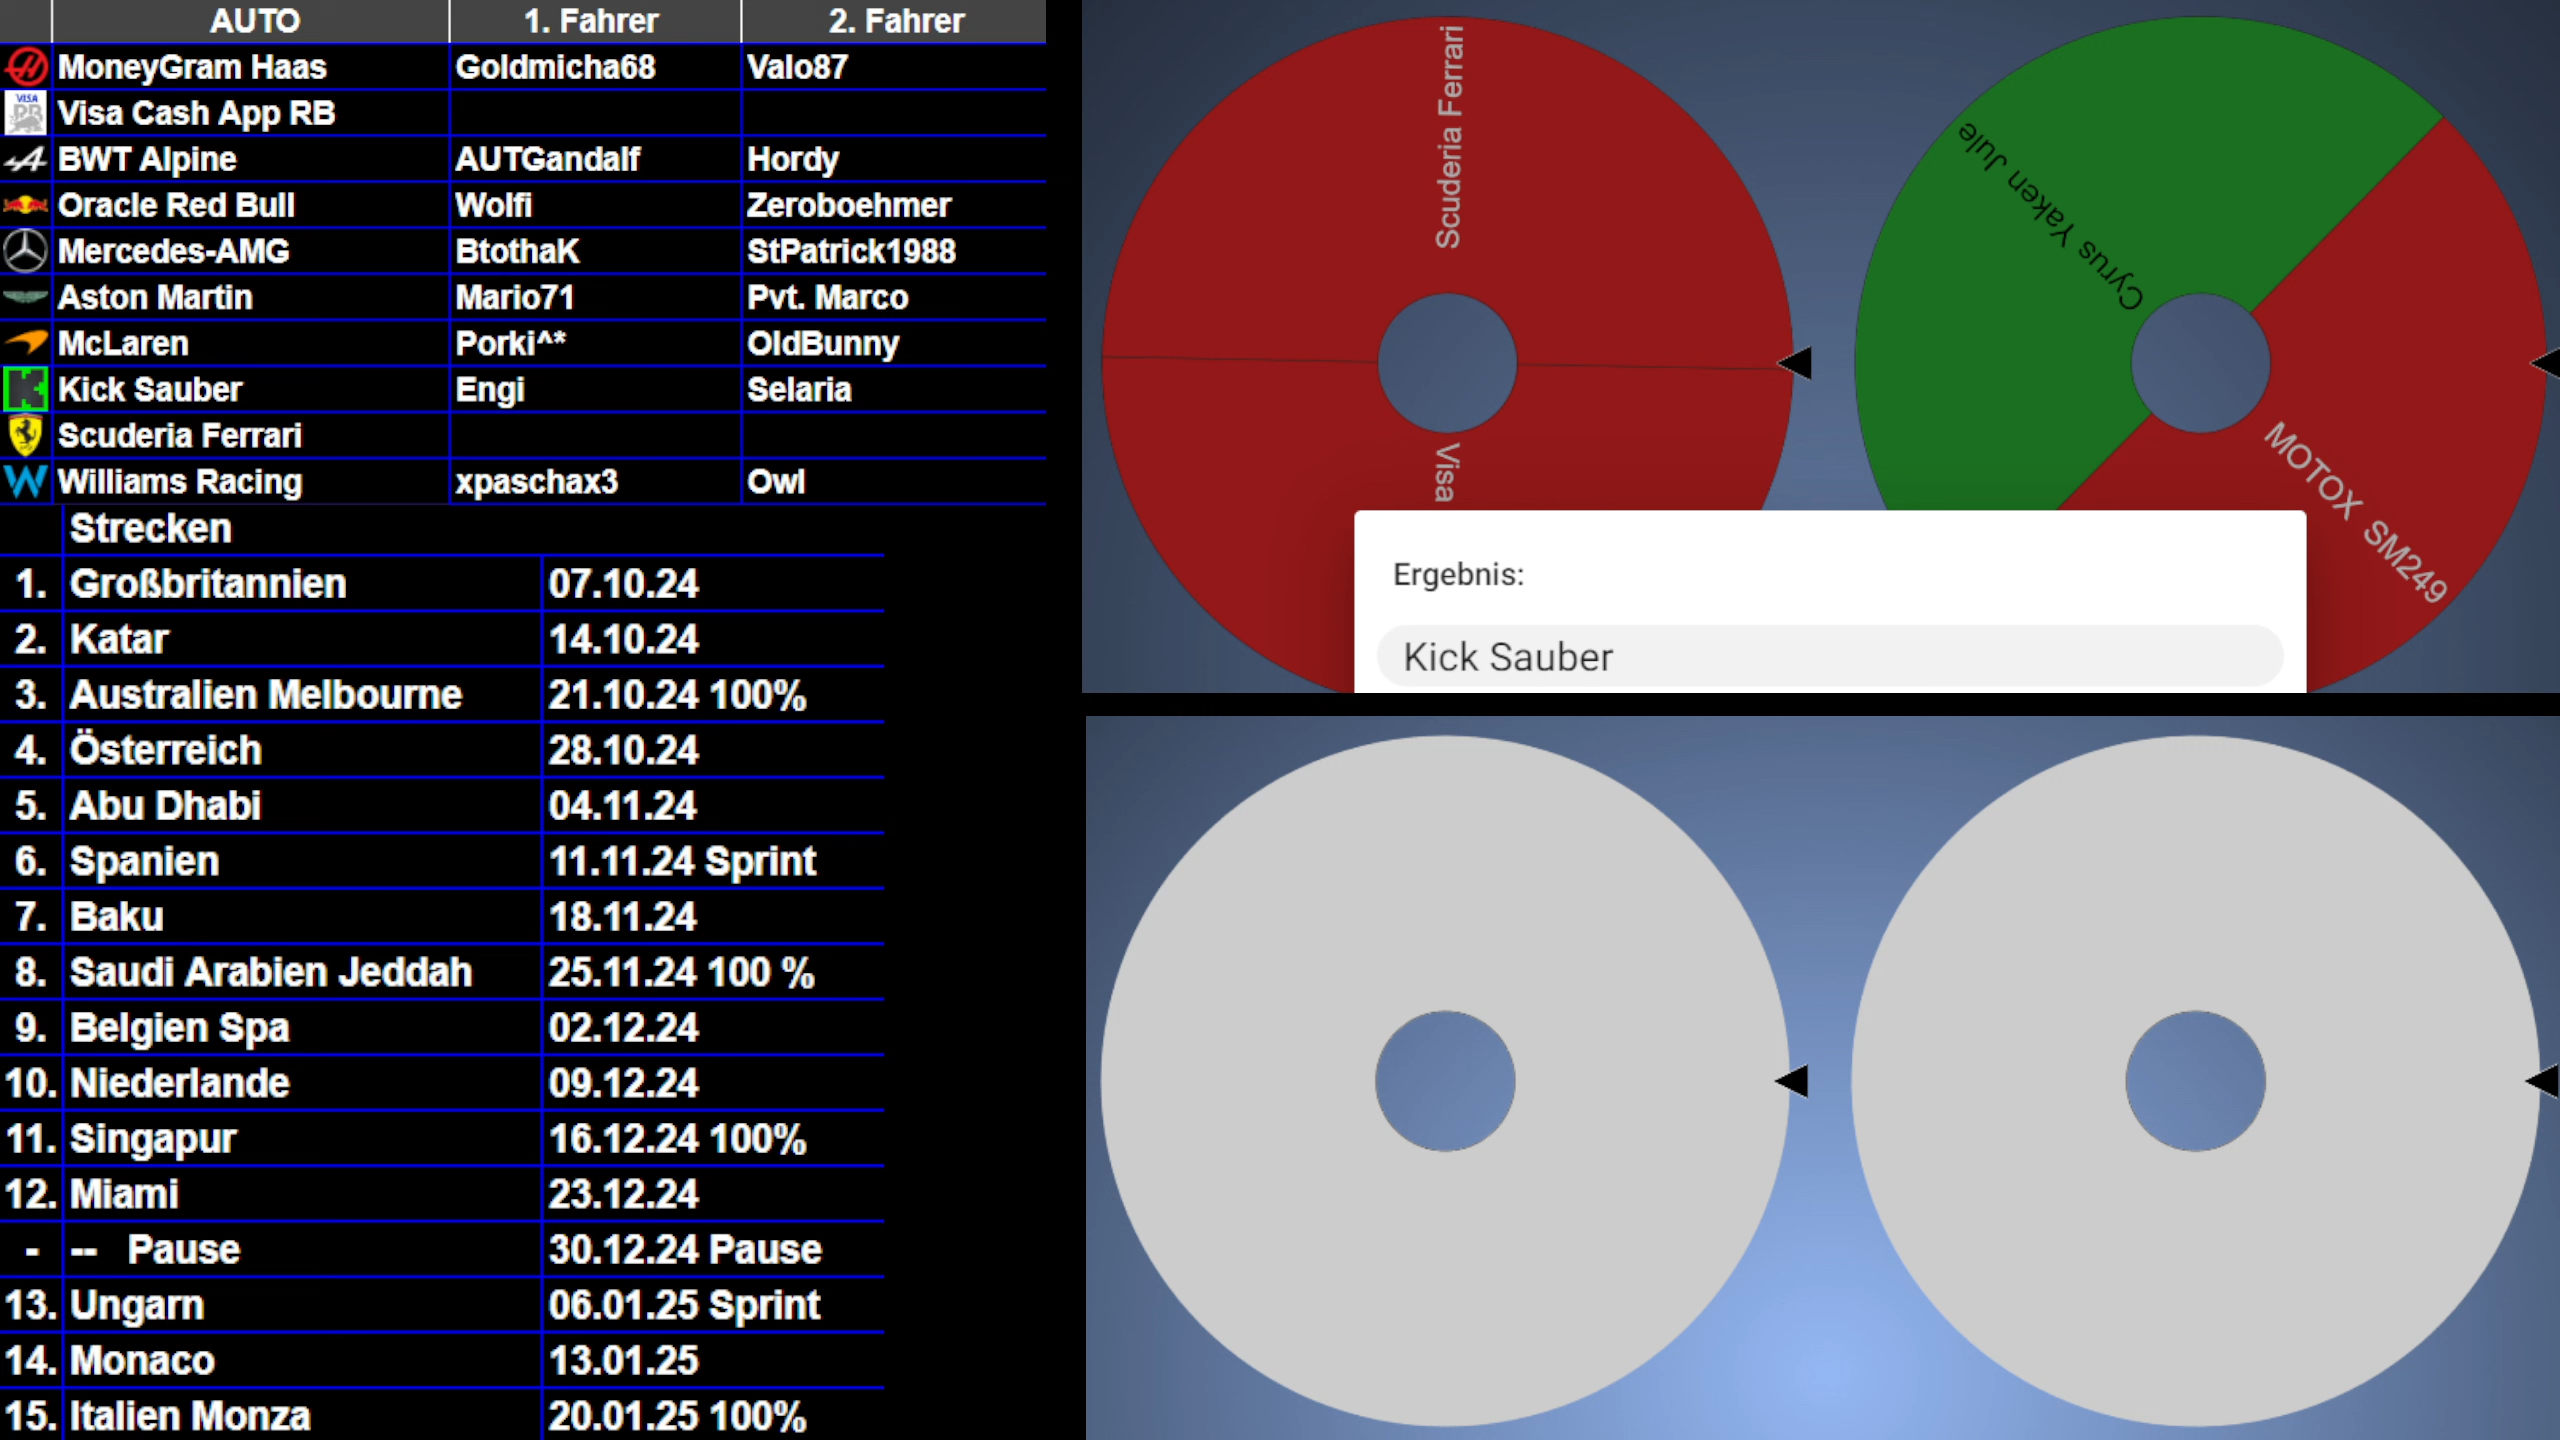 AUTO 1. Fahrer 2. Fahrer
MoneyGram Haas Goldmicha68 Valo87
VISA
Visa Cash App RB
BWT Alpine AUTGandalf Hordy
Oracle Red Bull Wolfi Zeroboehmer
Mercedes-AMG BtothaK StPatrick1988
Aston Martin Mario71 Pvt. Marco
McLaren Porki^* OldBunny
Kick Sauber Engi Selaria
Scuderia Ferrari
Williams Racing xpaschax3 Owl
Strecken
1. Großbritannien 07.10.24
2. Katar 14.10.24
3. Australien Melbourne 21.10.24 100%
4. Österreich 28.10.24
5. Abu Dhabi 04.11.24
6. Spanien 11.11.24 Sprint
7. Baku 18.11.24
8. Saudi Arabien Jeddah 25.11.24 100 %
9. Belgien Spa 02.12.24
10. Niederlande 09.12.24
11. Singapur 16.12.24 100%
12. Miami 23.12.24
- -- Pause 30.12.24 Pause
13. Ungarn 06.01.25 Sprint
14. Monaco 13.01.25
15. Italien Monza 20.01.25 100%
Scuderia Ferrari
Visa
Cyrus Yaken Jule
MOTOX SM249
Ergebnis:
Kick Sauber